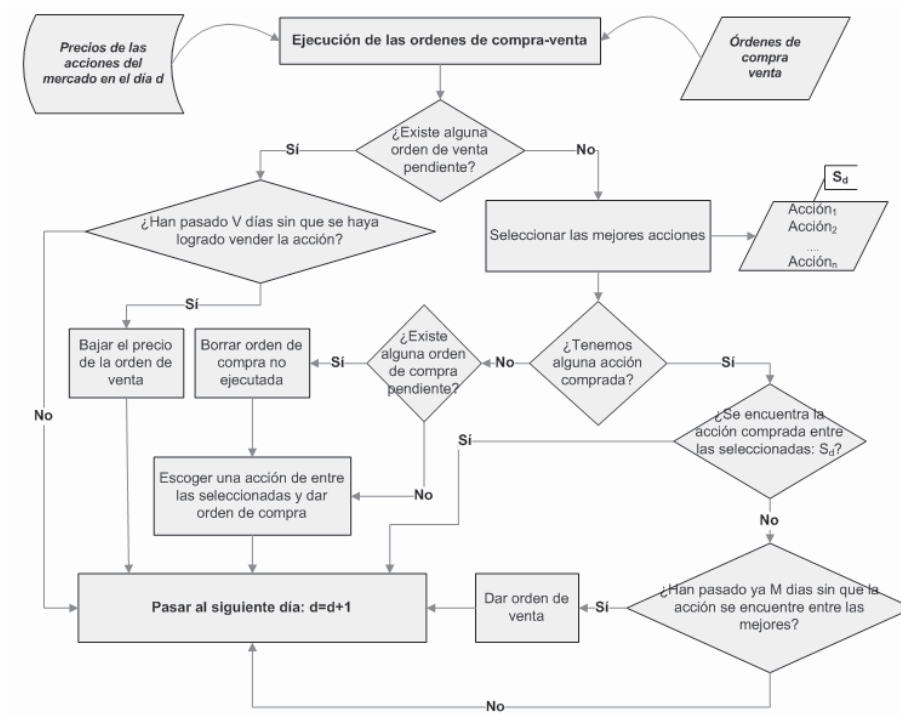 Precios de las
acciones del
mercado en el día d
Ejecución de las ordenes de compra-venta
Órdenes de
compra
venta
¿Existe alguna
orden de venta
pendiente?
Sí
No
¿Han pasado V días sin que se haya
logrado vender la acción?
Seleccionar las mejores acciones
S_d
Acción₁
Acción₂
....
Acciónₙ
Sí
Bajar el precio
de la orden de
venta
Borrar orden de
compra no
ejecutada
Sí
¿Existe
alguna orden
de compra
pendiente?
No
¿Tenemos
alguna acción
comprada?
Sí
No
¿Se encuentra la
acción comprada entre
las seleccionadas: S_d?
Sí
Escoger una acción de entre
las seleccionadas y dar
orden de compra
No
No
Pasar al siguiente día: d=d+1
Dar orden de
venta
Sí
¿Han pasado ya M dias sin que la
acción se encuentre entre las
mejores?
No